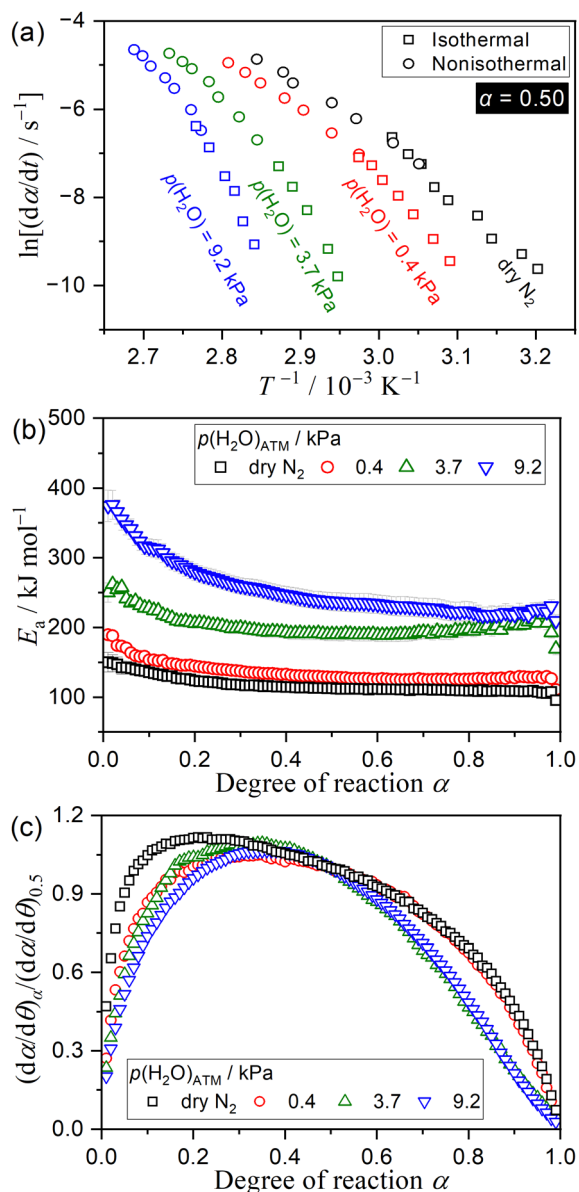 (a)
Isothermal
Nonisothermal
α = 0.50
ln[(dα/dt) / s⁻¹]
−4
−6
−8
−10
p(H₂O) = 9.2 kPa
p(H₂O) = 3.7 kPa
p(H₂O) = 0.4 kPa
dry N₂
2.7 2.8 2.9 3.0 3.1 3.2
T⁻¹ / 10⁻³ K⁻¹
(b)
p(H₂O)ATM / kPa
dry N₂ 0.4 3.7 9.2
Eₐ / kJ mol⁻¹
500
400
300
200
100
0.0 0.2 0.4 0.6 0.8 1.0
Degree of reaction α
(c)
(dα/dθ)α/(dα/dθ)0.5
1.2
0.9
0.6
0.3
0.0
p(H₂O)ATM / kPa
dry N₂ 0.4 3.7 9.2
0.0 0.2 0.4 0.6 0.8 1.0
Degree of reaction α